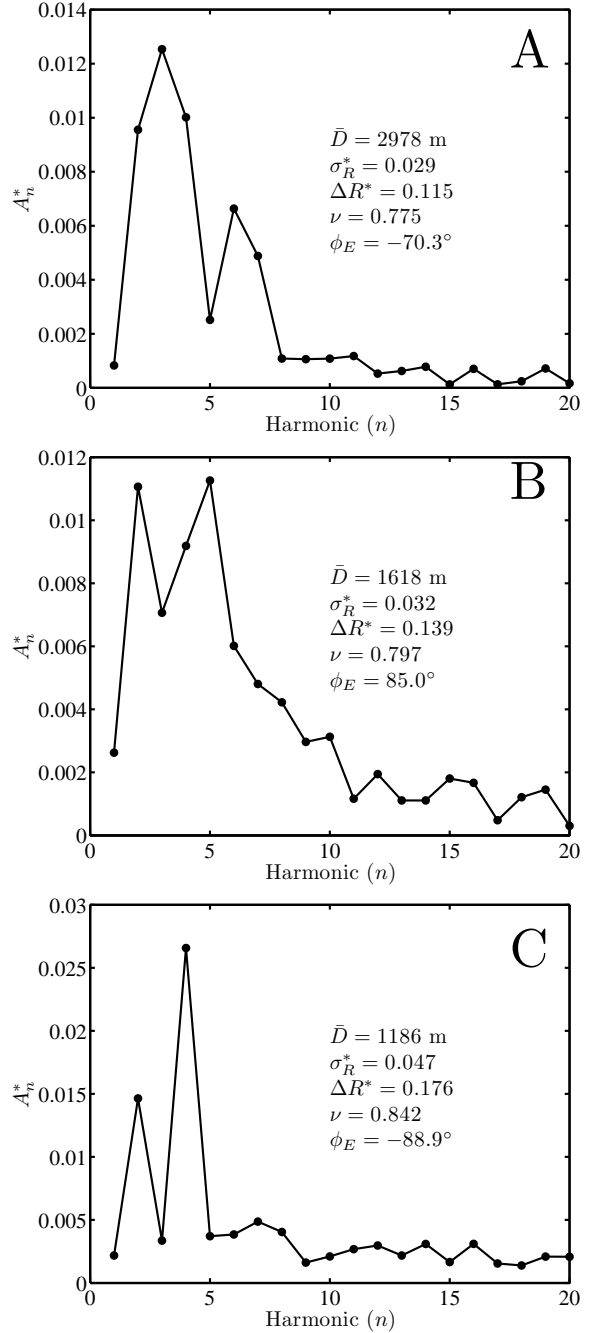 0.014
A
0.012
0.01
D̄ = 2978 m
σ*_R = 0.029
0.008
ΔR* = 0.115
A*_n
ν = 0.775
0.006
φ_E = −70.3°
0.004
0.002
0
0 5 10 15 20
Harmonic (n)
0.012
B
0.01
D̄ = 1618 m
0.008
σ*_R = 0.032
ΔR* = 0.139
A*_n
0.006
ν = 0.797
φ_E = 85.0°
0.004
0.002
0
0 5 10 15 20
Harmonic (n)
0.03
C
0.025
0.02
D̄ = 1186 m
σ*_R = 0.047
ΔR* = 0.176
A*_n
0.015
ν = 0.842
φ_E = −88.9°
0.01
0.005
0
0 5 10 15 20
Harmonic (n)